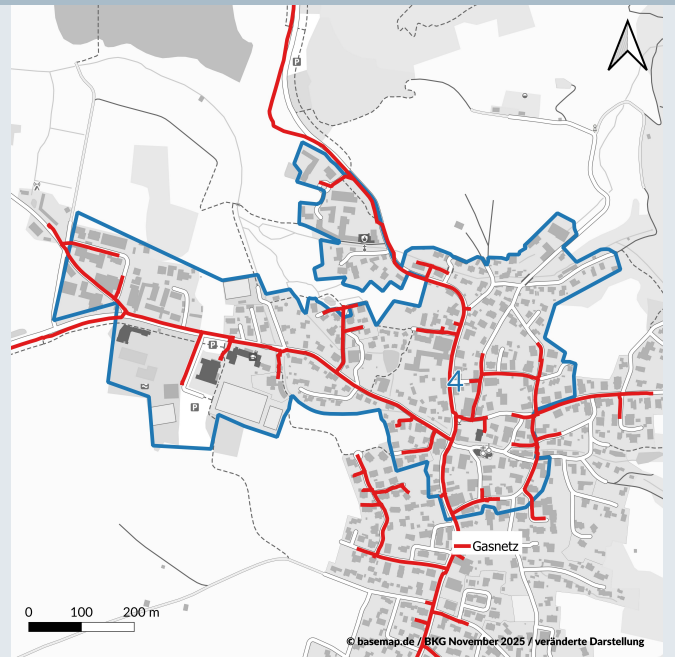 P
4
P
P
Gasnetz
0 100 200 m
© basemap.de / BKG November 2025 / veränderte Darstellung